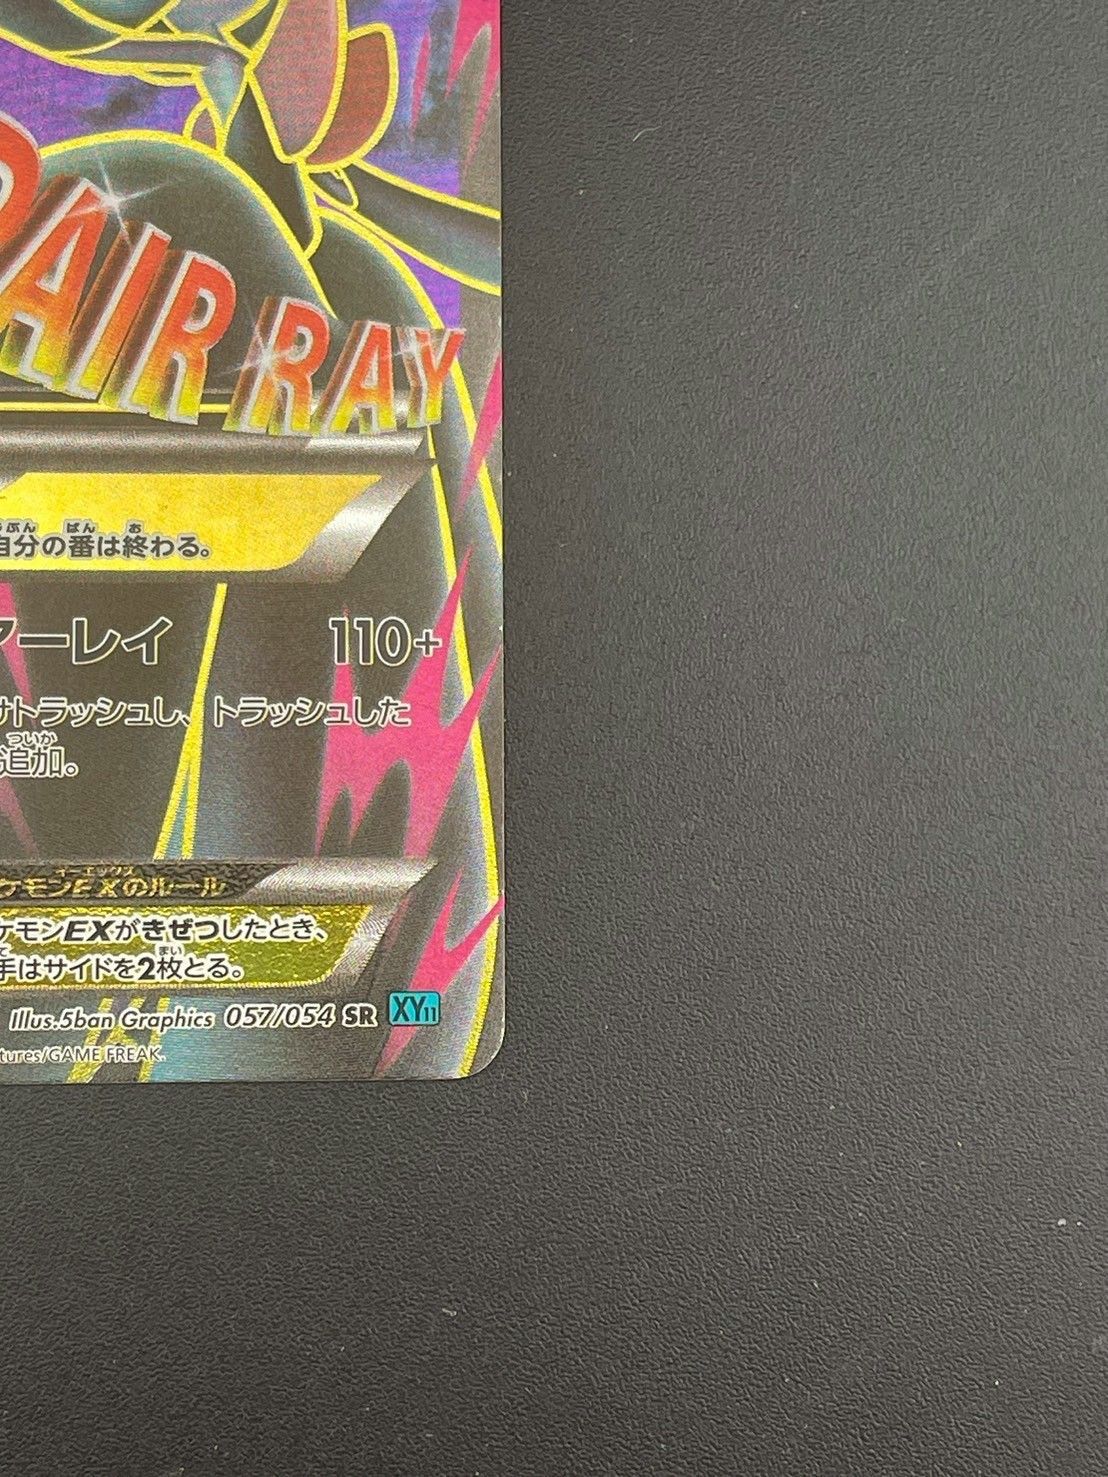 AIR RAY
自分の番は終わる。
アーレイ 110+
トラッシュし、トラッシュした
追加。
ケモンEXのルール
ケモンEXがきぜつしたとき、
手はサイドを2枚とる。
Illus.5ban Graphics 057/054 SR XY11
tures/GAME FREAK.